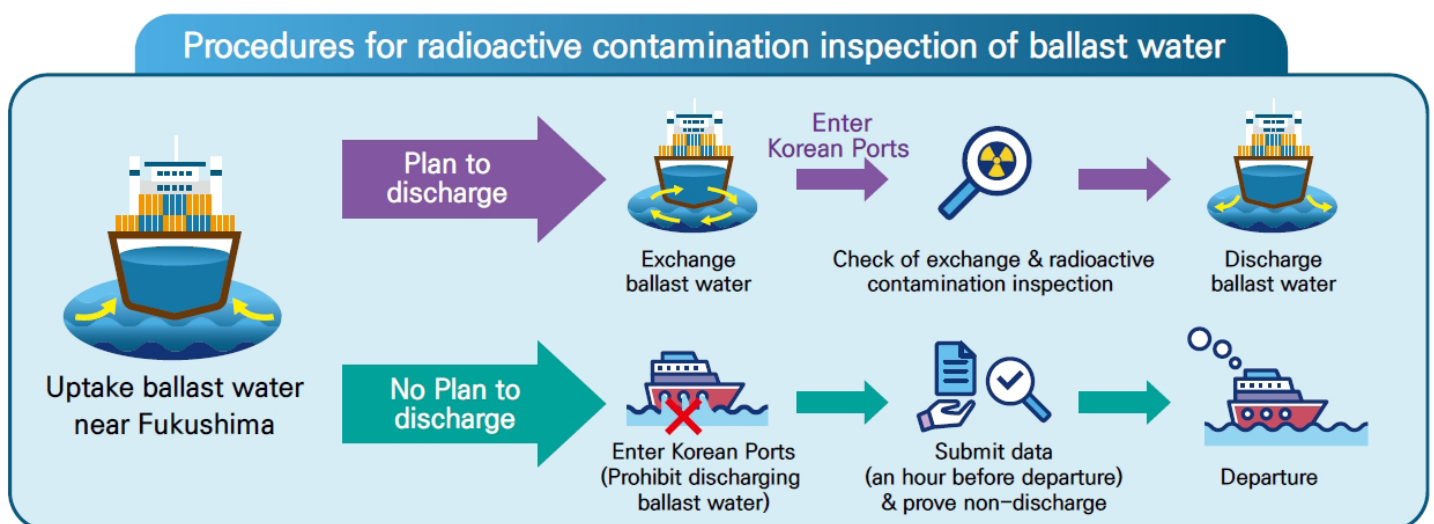 Procedures for radioactive contamination inspection of ballast water
Uptake ballast water
near Fukushima
Plan to
discharge
Exchange
ballast water
Enter
Korean Ports
Check of exchange & radioactive
contamination inspection
Discharge
ballast water
No Plan to
discharge
Enter Korean Ports
(Prohibit discharging
ballast water)
Submit data
(an hour before departure)
& prove non-discharge
Departure